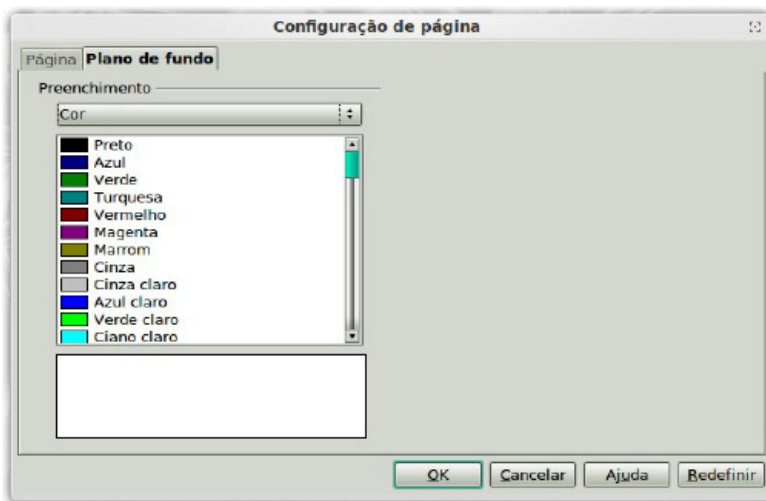 Configuração de página
Página Plano de fundo
Preenchimento
Cor
Preto
Azul
Verde
Turquesa
Vermelho
Magenta
Marrom
Cinza
Cinza claro
Azul claro
Verde claro
Ciano claro
OK Cancelar Ajuda Redefinir